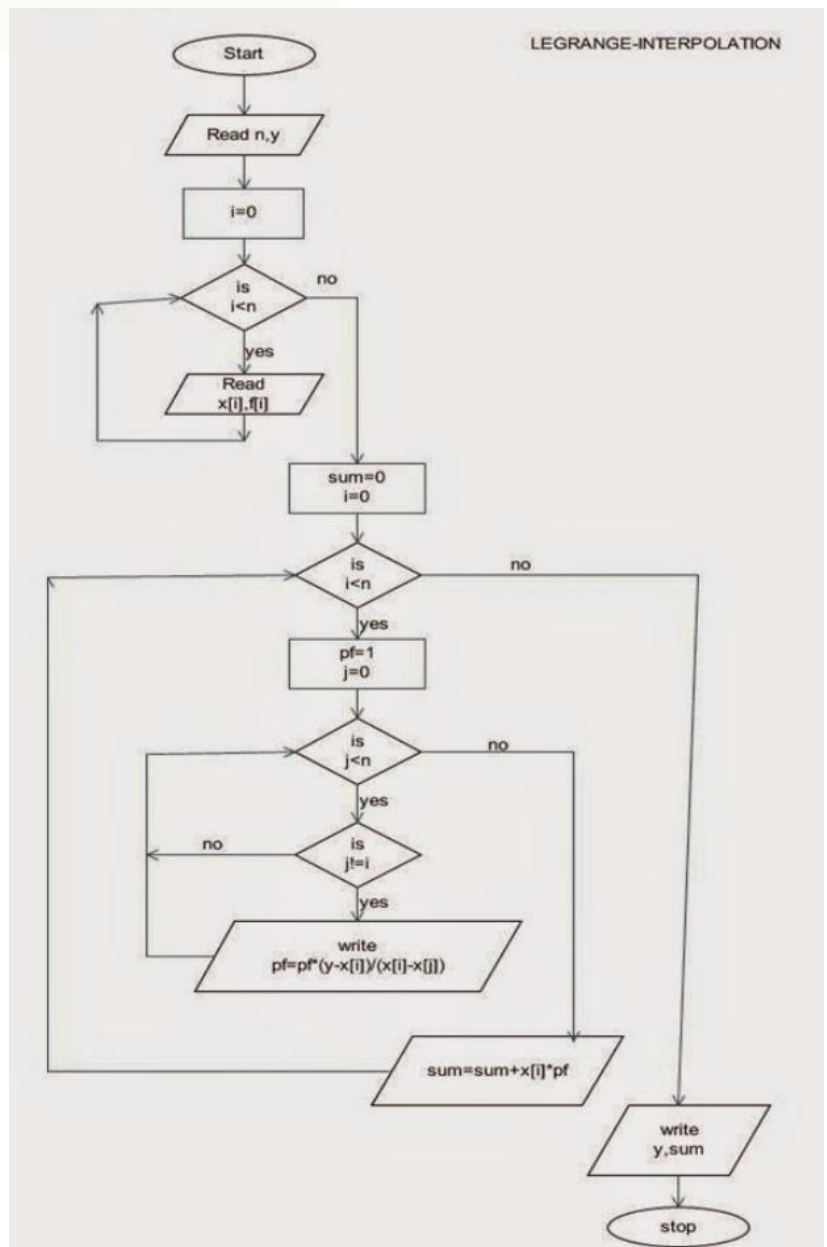 LEGRANGE-INTERPOLATION
Start
Read n,y
i=0
is
i<n
no
yes
Read
x[i],f[i]
sum=0
i=0
is
i<n
no
yes
pf=1
j=0
is
j<n
no
yes
is
j!=i
no
yes
write
pf=pf*(y-x[i])/(x[i]-x[j])
sum=sum+x[i]*pf
write
y,sum
stop